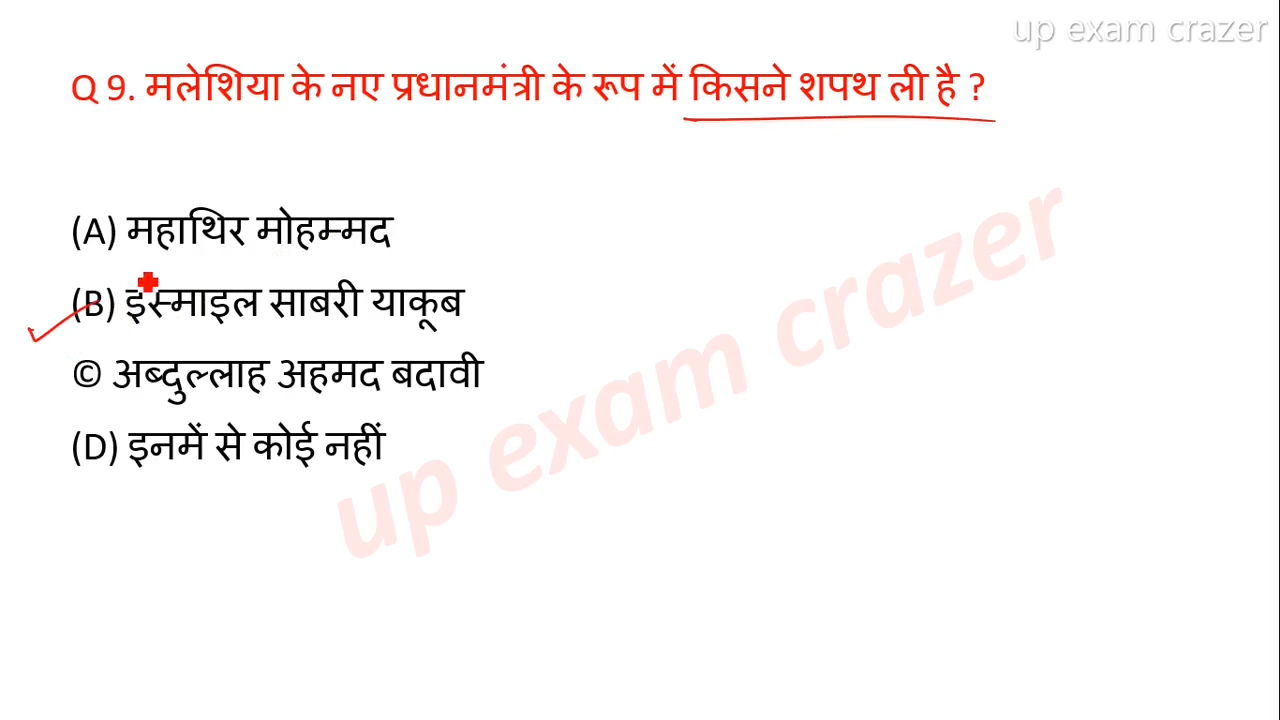 up exam crazer
Q 9. मलेशिया के नए प्रधानमंत्री के रूप में किसने शपथ ली है ?
(A) महाथिर मोहम्मद
(B) इस्माइल साबरी याकूब
© अब्दुल्लाह अहमद बदावी
(D) इनमें से कोई नहीं
up exam crazer